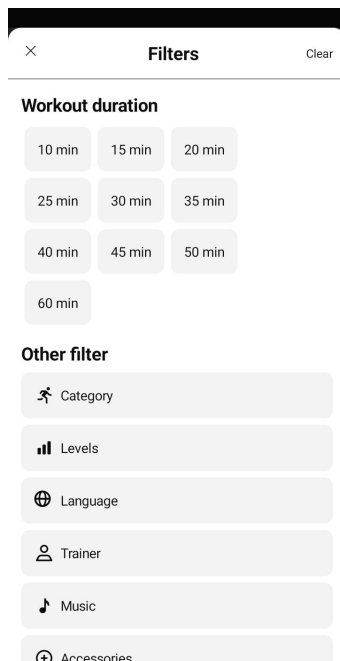 Filters
Clear
Workout duration
10 min 15 min 20 min
25 min 30 min 35 min
40 min 45 min 50 min
60 min
Other filter
Category
Levels
Language
Trainer
Music
Accessories